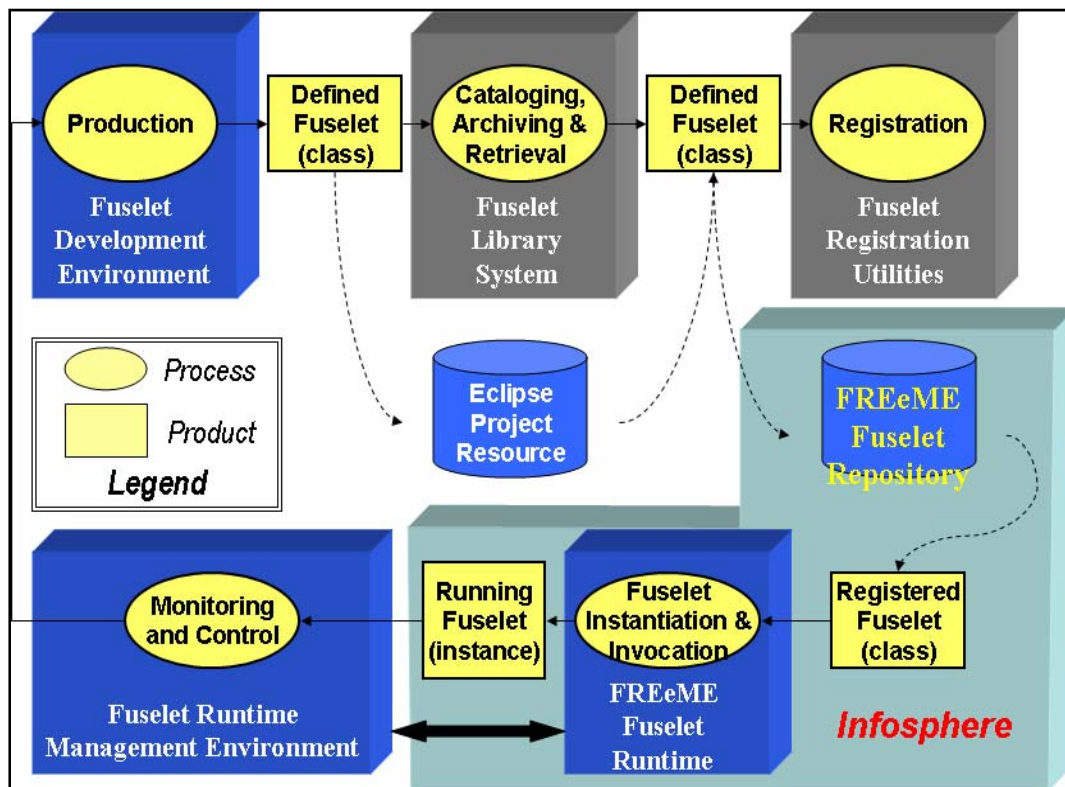 Production
Fuselet
Development
Environment
Defined
Fuselet
(class)
Cataloging,
Archiving &
Retrieval
Fuselet
Library
System
Defined
Fuselet
(class)
Registration
Fuselet
Registration
Utilities
Process
Product
Legend
Eclipse
Project
Resource
FREeME
Fuselet
Repository
Monitoring
and Control
Fuselet Runtime
Management Environment
Running
Fuselet
(instance)
Fuselet
Instantiation &
Invocation
FREeME
Fuselet
Runtime
Registered
Fuselet
(class)
Infosphere